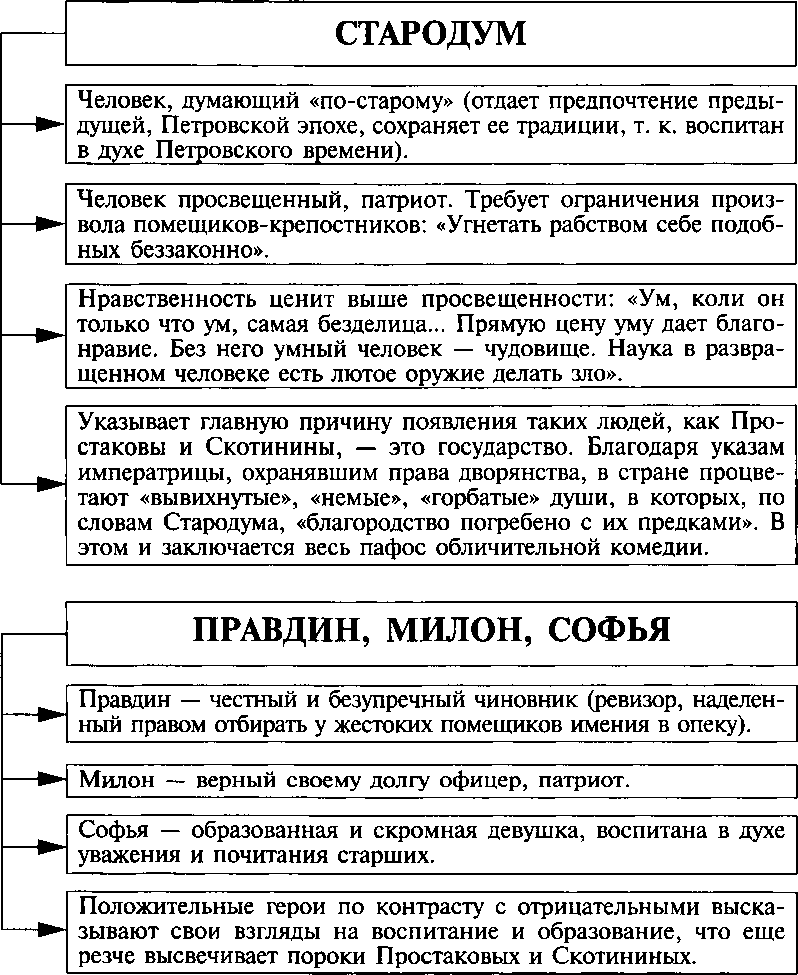 СТАРОДУМ
Человек, думающий «по-старому» (отдает предпочтение преды-
дущей, Петровской эпохе, сохраняет ее традиции, т. к. воспитан
в духе Петровского времени).
Человек просвещенный, патриот. Требует ограничения произ-
вола помещиков-крепостников: «Угнетать рабством себе подоб-
ных беззаконно».
Нравственность ценит выше просвещенности: «Ум, коли он
только что ум, самая безделица... Прямую цену уму дает благо-
нравие. Без него умный человек — чудовище. Наука в развра-
щенном человеке есть лютое оружие делать зло».
Указывает главную причину появления таких людей, как Про-
стаковы и Скотинины, — это государство. Благодаря указам
императрицы, охранявшим права дворянства, в стране процве-
тают «вывихнутые», «немые», «горбатые» души, в которых, по
словам Стародума, «благородство погребено с их предками». В
этом и заключается весь пафос обличительной комедии.
ПРАВДИН, МИЛОН, СОФЬЯ
Правдин — честный и безупречный чиновник (ревизор, наделен-
ный правом отбирать у жестоких помещиков имения в опеку).
Милон — верный своему долгу офицер, патриот.
Софья — образованная и скромная девушка, воспитана в духе
уважения и почитания старших.
Положительные герои по контрасту с отрицательными выска-
зывают свои взгляды на воспитание и образование, что еще
резче высвечивает пороки Простаковых и Скотининых.